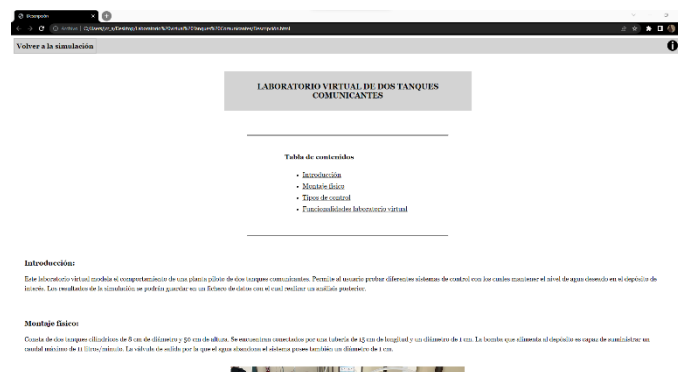 Descripción
Archivo | C:/Users/
Volver a la simulación
LABORATORIO VIRTUAL DE DOS TANQUES
COMUNICANTES
Tabla de contenidos
• Introducción
• Montaje físico
• Tipos de control
• Funcionalidades laboratorio virtual
Introducción:
Este laboratorio virtual modela el comportamiento de una planta piloto de dos tanques comunicantes. Permite al usuario probar diferentes sistemas de control con los cuales mantener el nivel de agua deseado en el depósito de
interés. Los resultados de la simulación se podrán guardar en un fichero de datos con el cual realizar un análisis posterior.
Montaje físico:
Consta de dos tanques cilíndricos de 8 cm de diámetro y 50 cm de altura. Se encuentran conectados por una tubería de 15 cm de longitud y un diámetro de 1 cm. La bomba que alimenta al depósito es capaz de suministrar un
caudal máximo de 11 litros/minuto. La válvula de salida por la que el agua abandona el sistema posee también un diámetro de 1 cm.